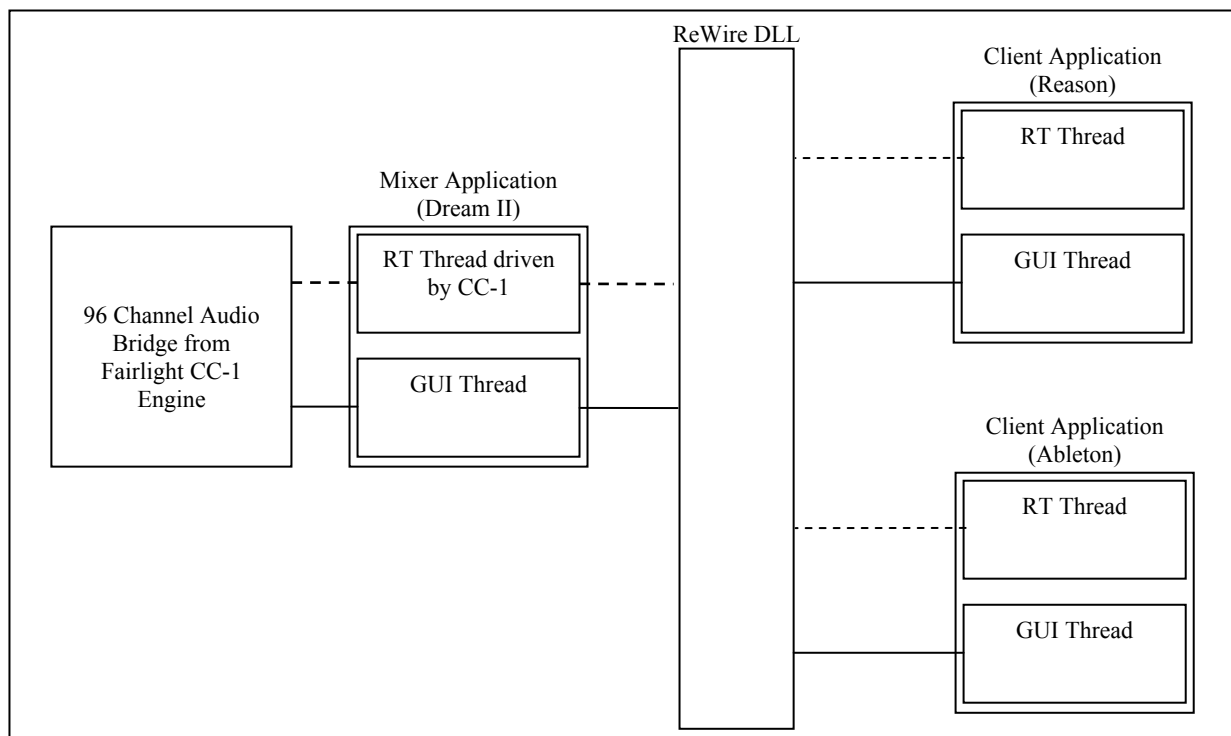 ReWire DLL
Client Application
(Reason)
RT Thread
GUI Thread
Mixer Application
(Dream II)
RT Thread driven
by CC-1
GUI Thread
96 Channel Audio
Bridge from
Fairlight CC-1
Engine
Client Application
(Ableton)
RT Thread
GUI Thread